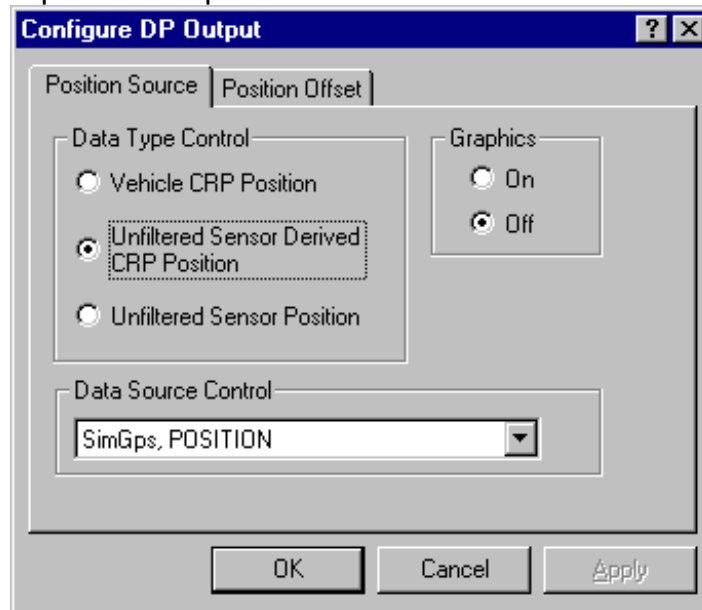 Configure DP Output
Position Source
Position Offset
Data Type Control
Vehicle CRP Position
Unfiltered Sensor Derived
CRP Position
Unfiltered Sensor Position
Graphics
On
Off
Data Source Control
SimGps, POSITION
OK
Cancel
Apply